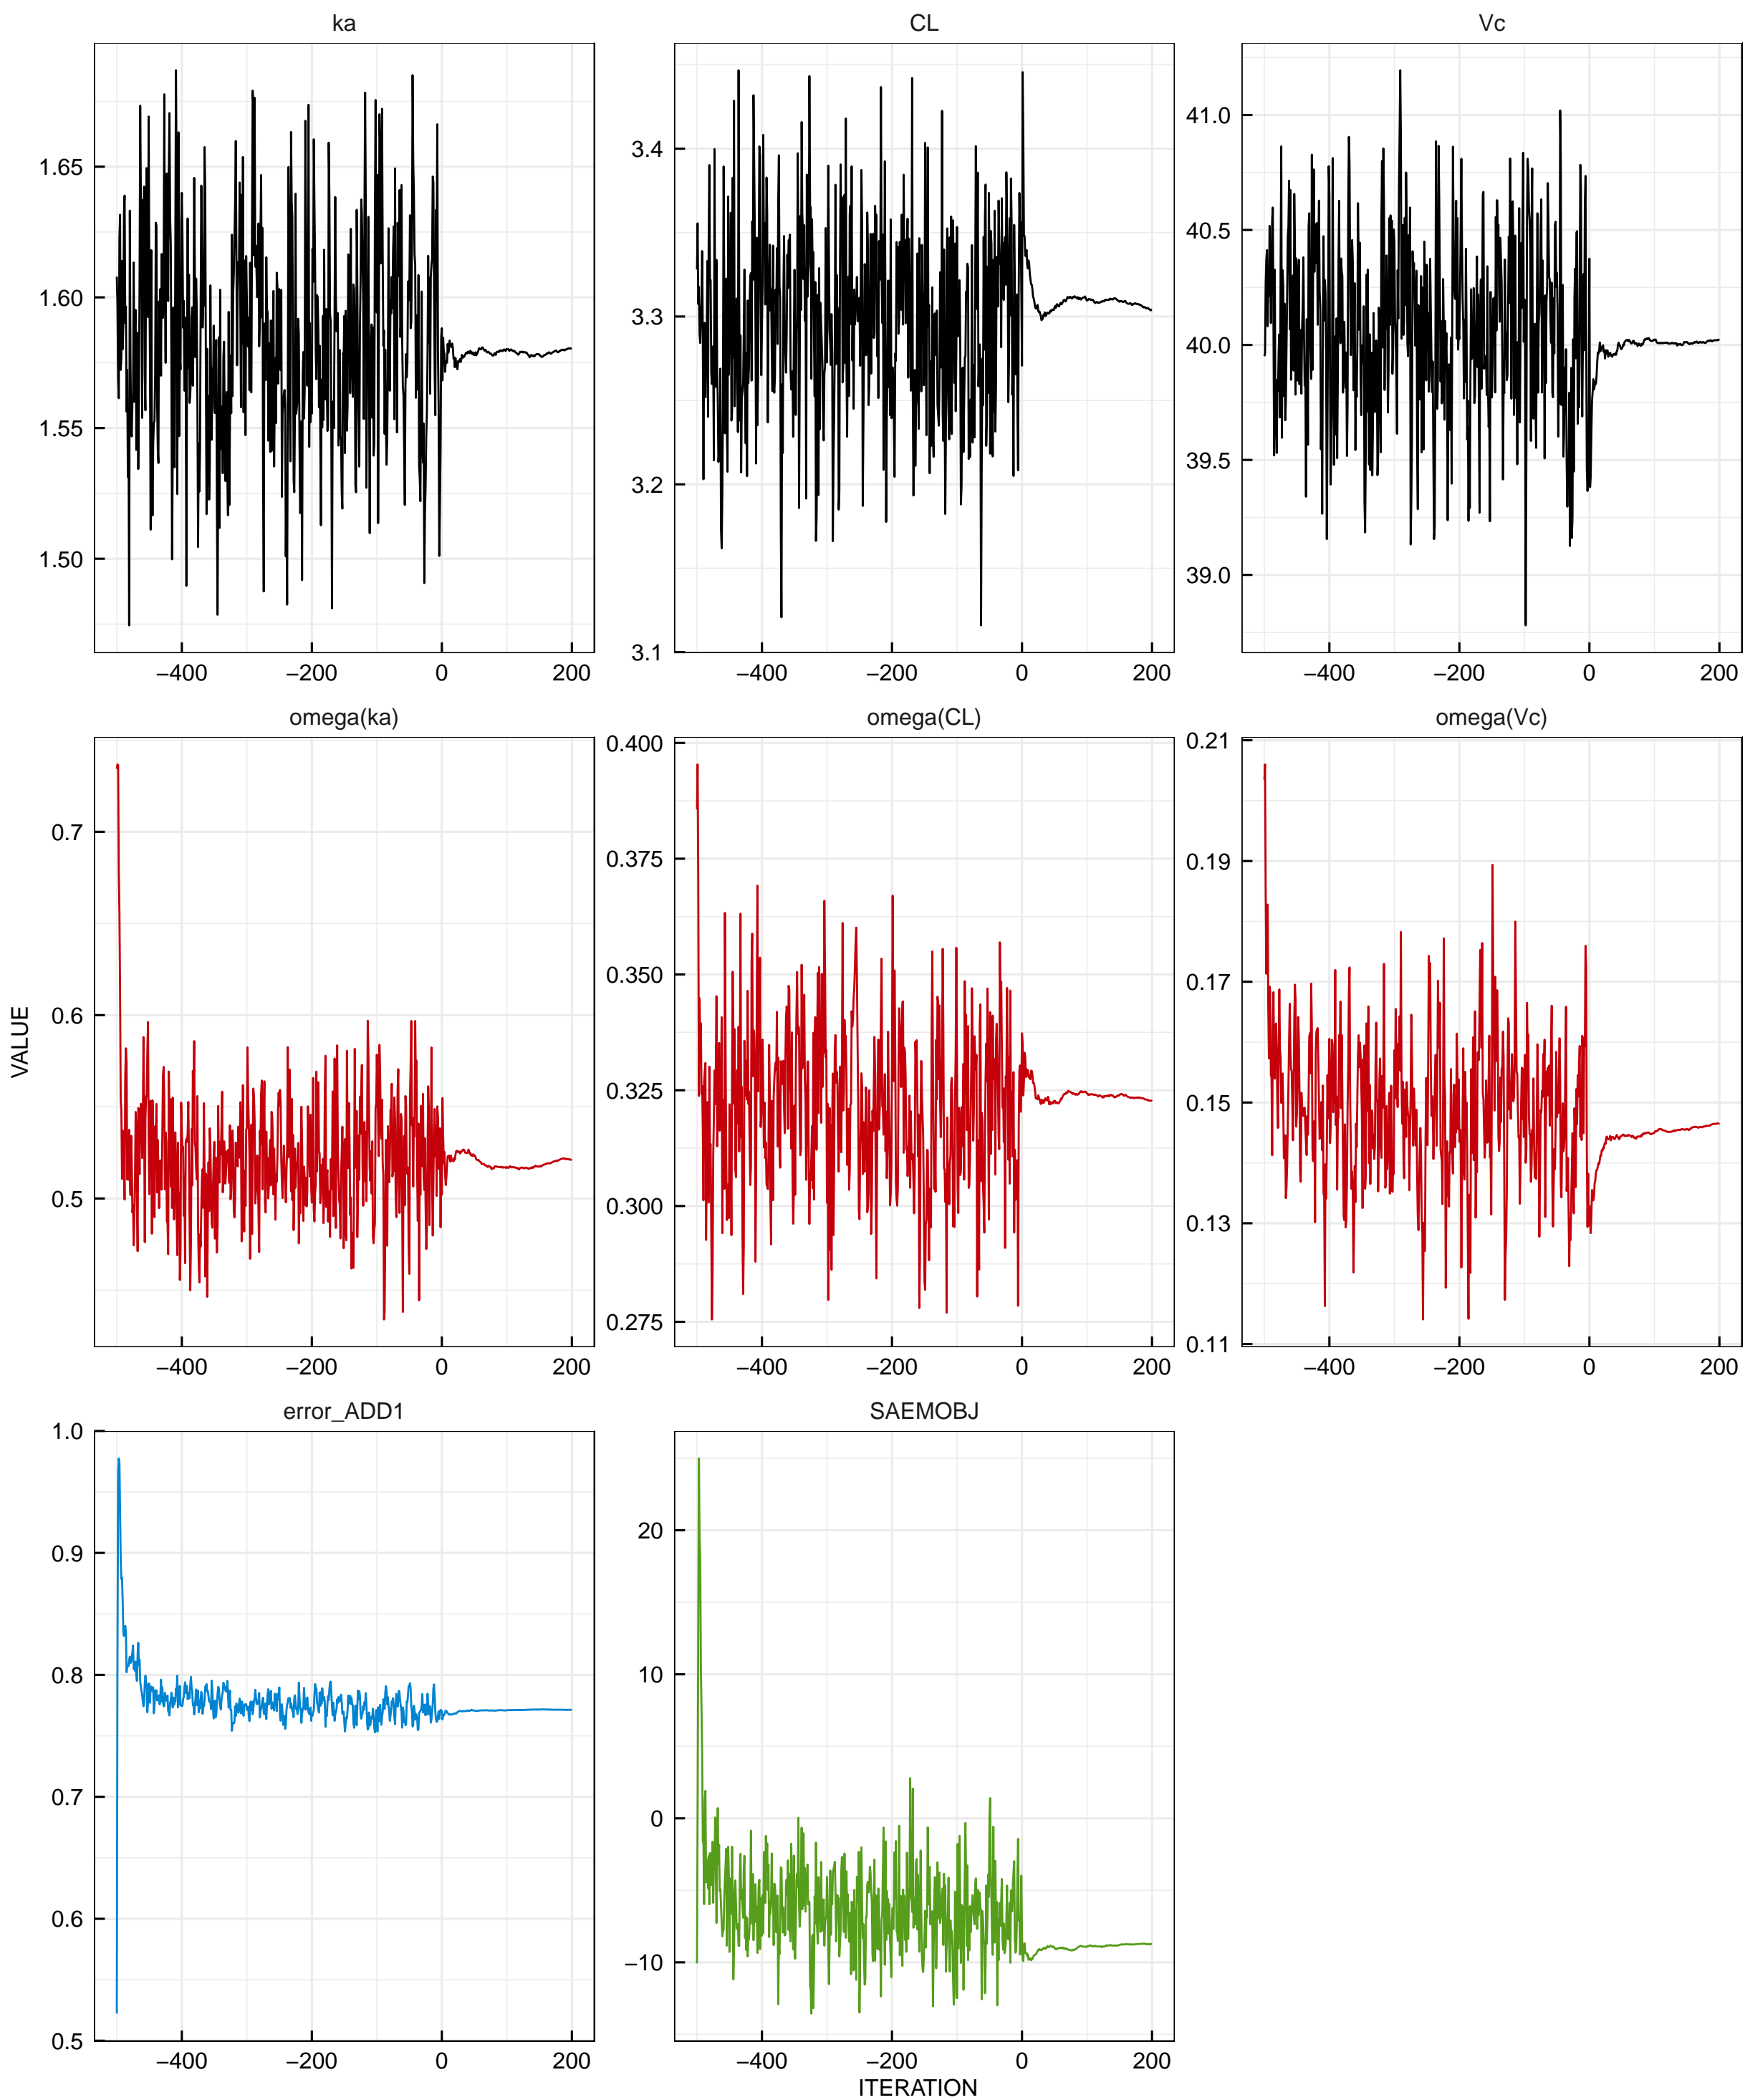 ka
CL
Vc
1.65
1.60
1.55
1.50
3.4
3.3
3.2
3.1
41.0
40.5
40.0
39.5
39.0
−400 −200 0 200
−400 −200 0 200
−400 −200 0 200
omega(ka)
omega(CL)
omega(Vc)
VALUE
0.7
0.6
0.5
0.400
0.375
0.350
0.325
0.300
0.275
0.21
0.19
0.17
0.15
0.13
0.11
−400 −200 0 200
−400 −200 0 200
−400 −200 0 200
error_ADD1
SAEMOBJ
1.0
0.9
0.8
0.7
0.6
0.5
20
10
0
−10
−400 −200 0 200
−400 −200 0 200
ITERATION